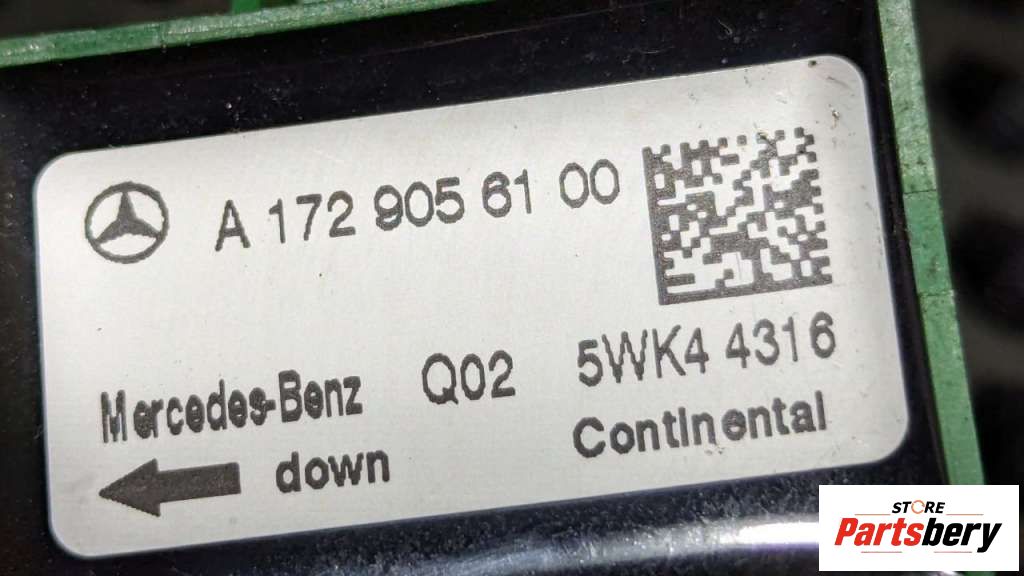 A 172 905 61 00
Q02 5WK4 4316
Mercedes-Benz
down
Continental
STORE
Partsbery